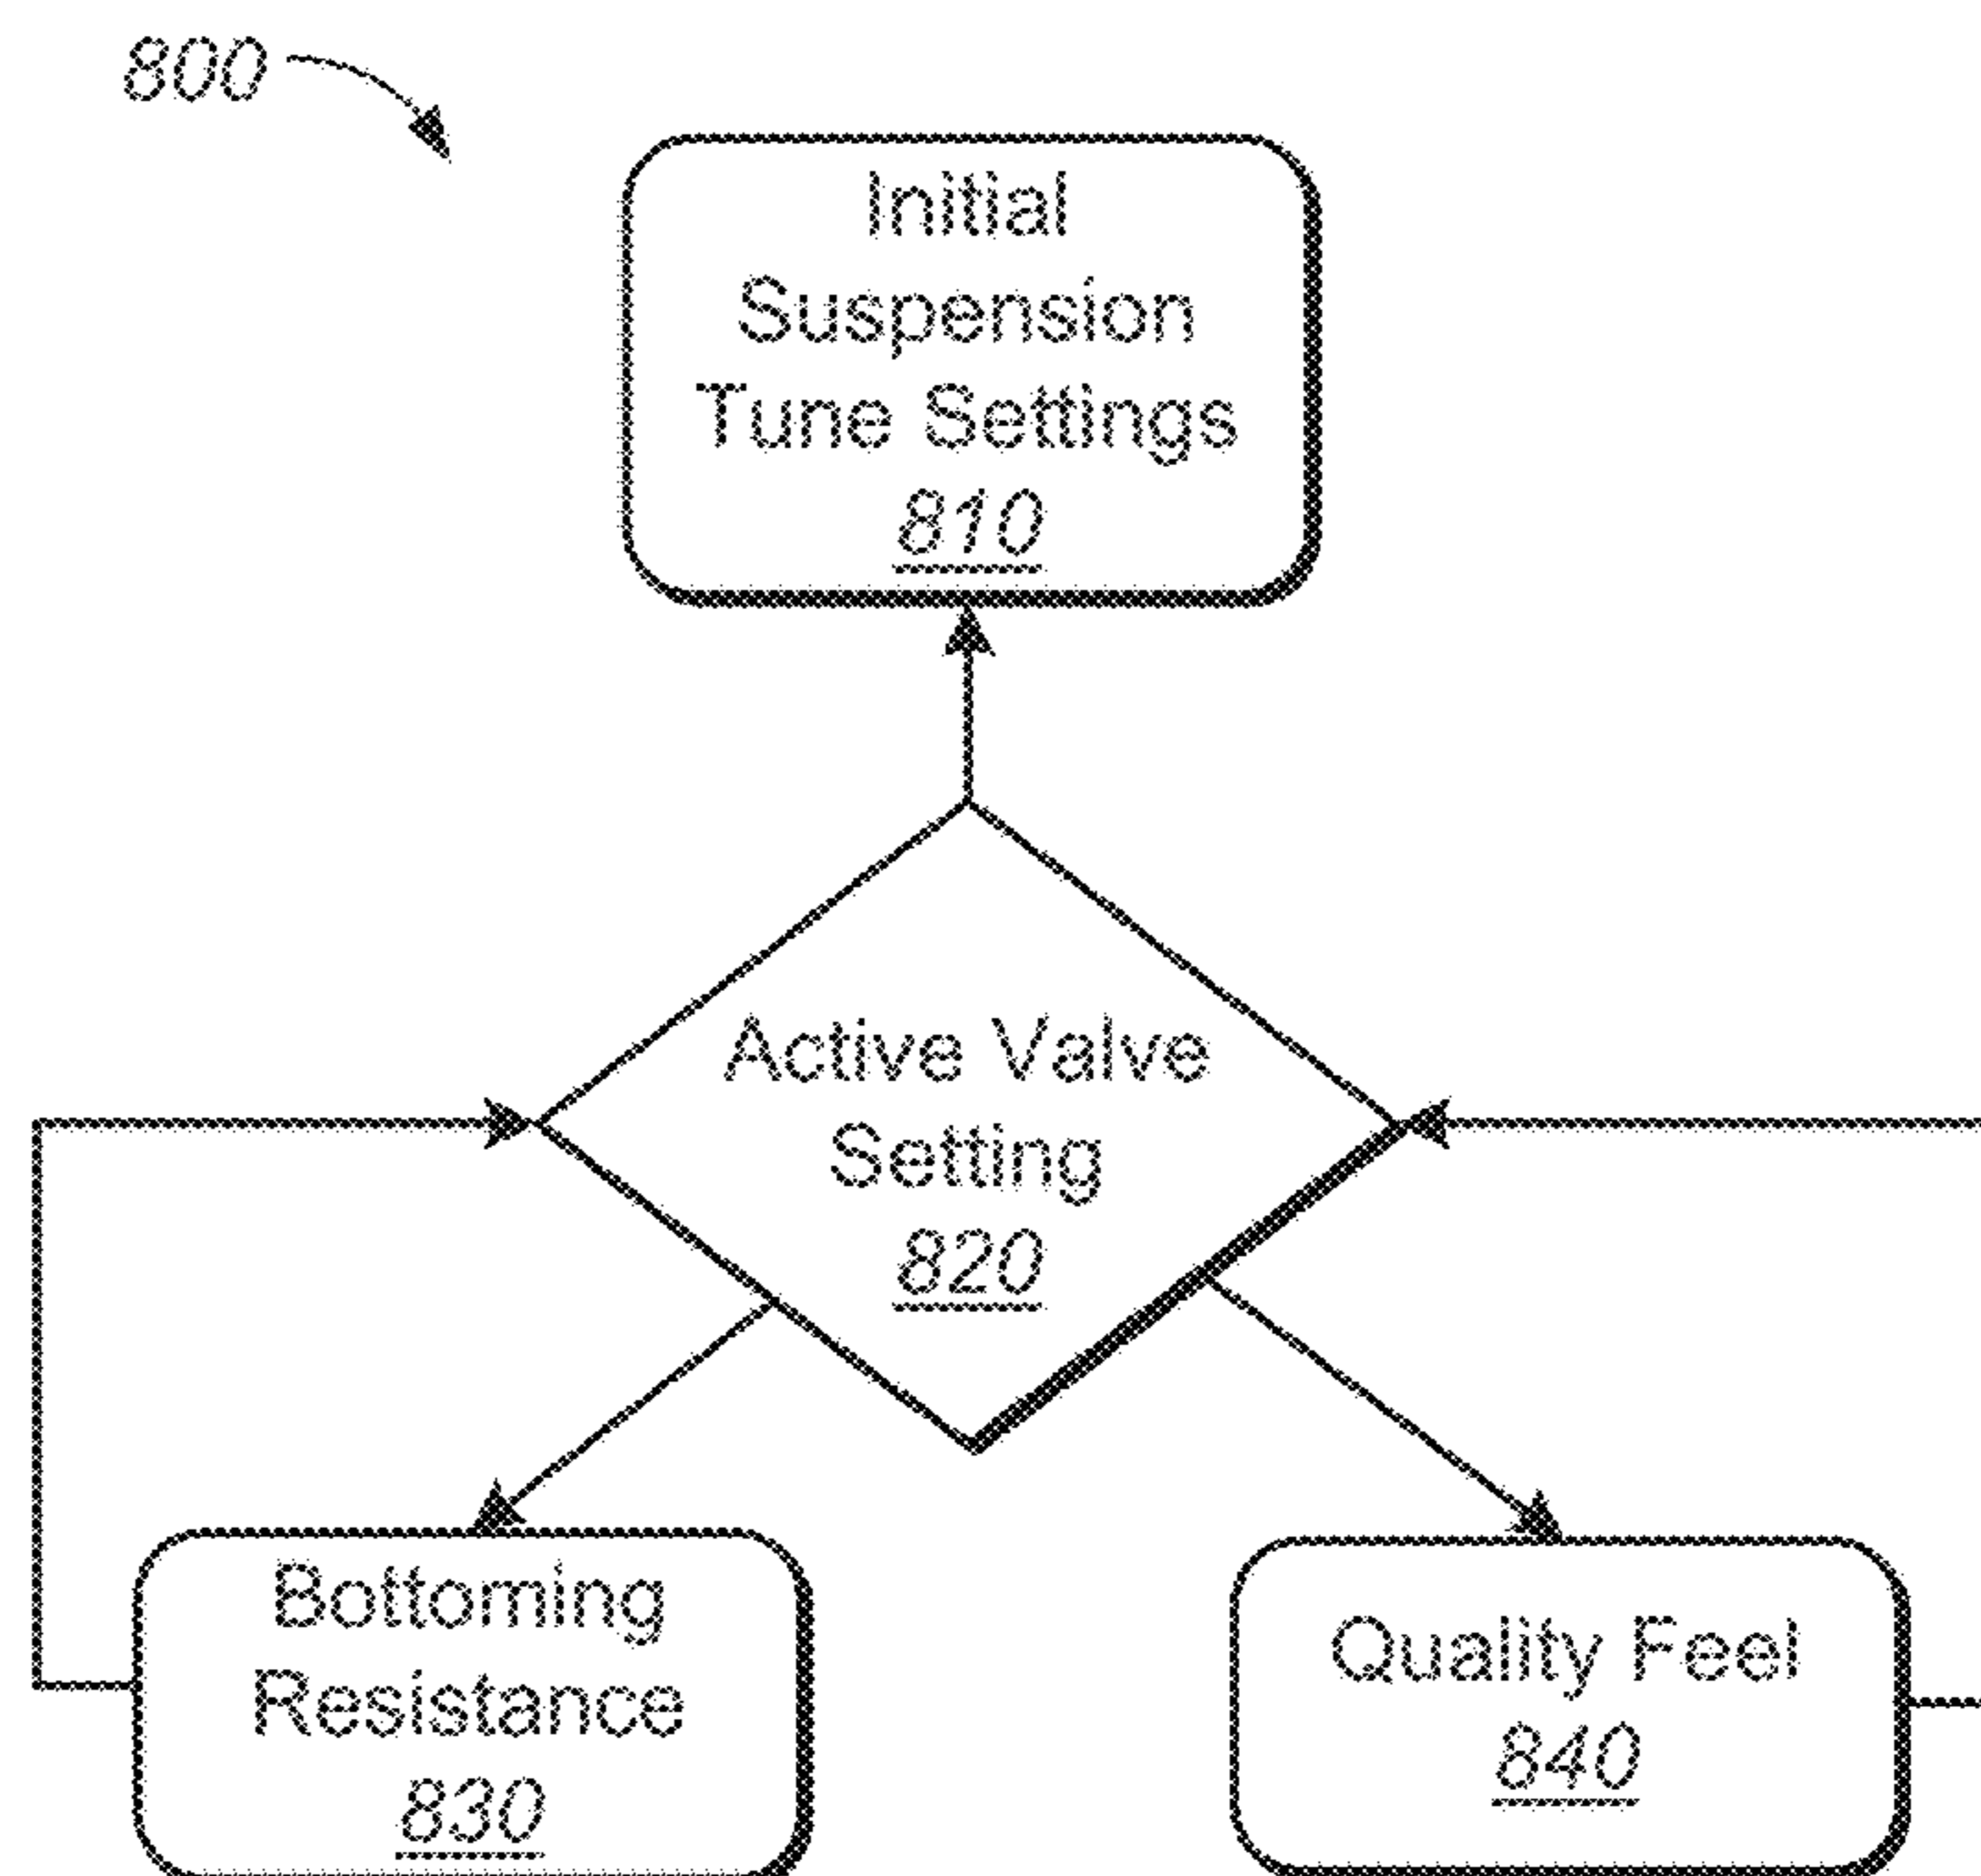 800
Initial
Suspension
Tune Settings
810
Active Valve
Setting
820
Bottoming
Resistance
830
Quality Feel
840